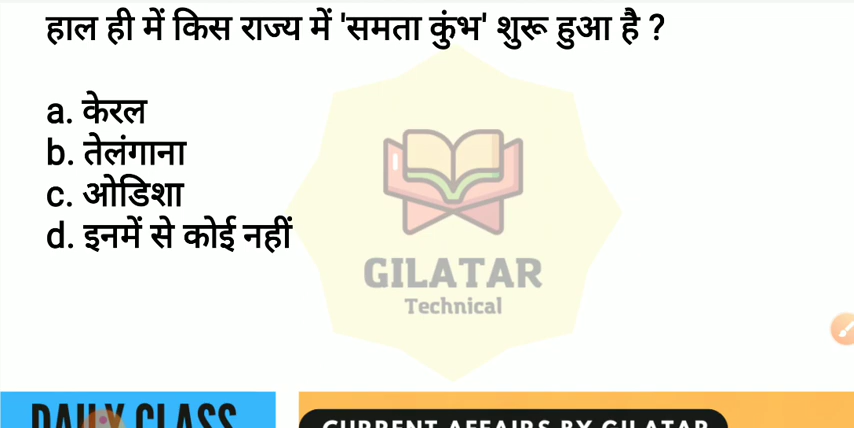 हाल ही में किस राज्य में 'समता कुंभ' शुरू हुआ है ?
a. केरल
b. तेलंगाना
c. ओडिशा
d. इनमें से कोई नहीं
GILATAR
Technical
DAILY CLASS
CURRENT AFFAIRS BY GILATAR